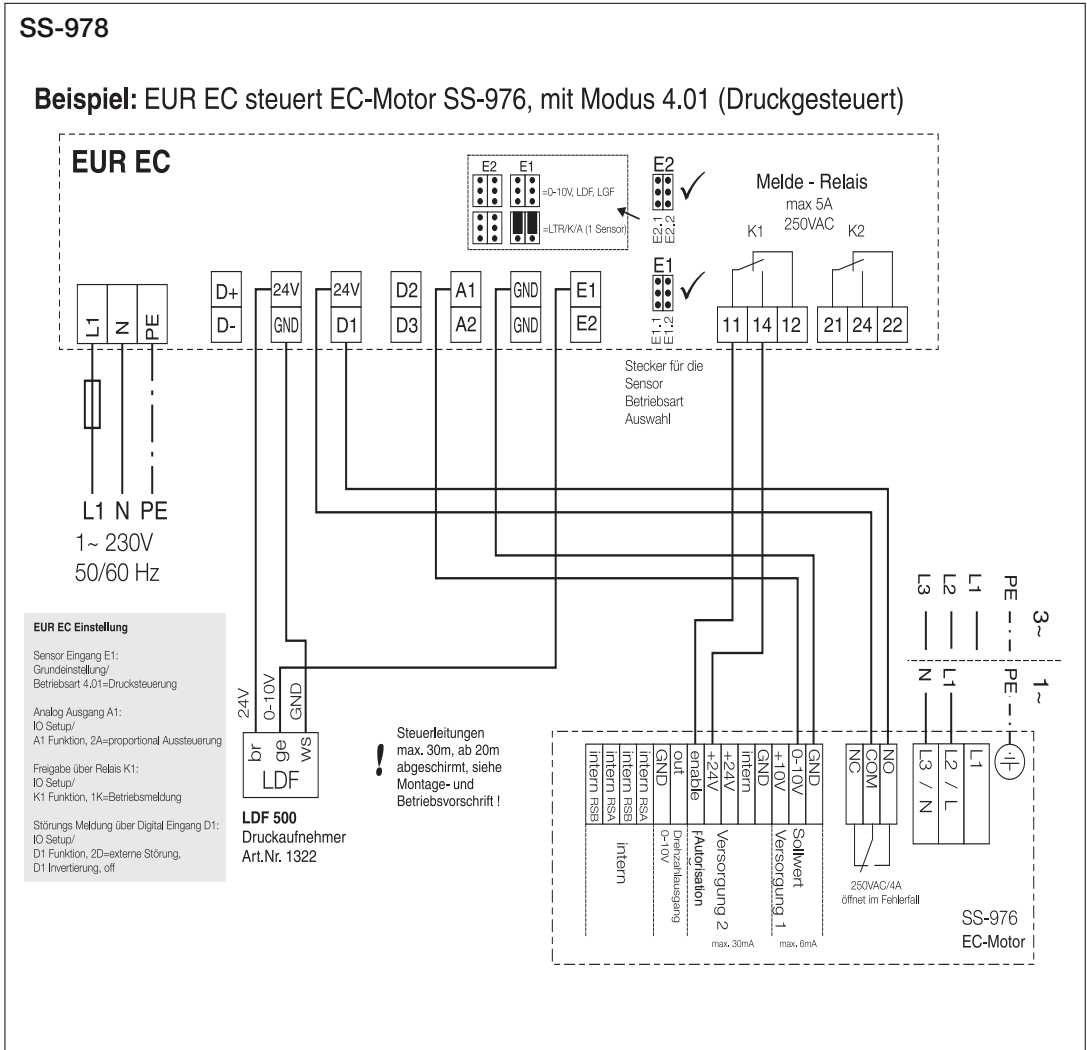 SS-978
Beispiel: EUR EC steuert EC-Motor SS-976, mit Modus 4.01 (Druckgesteuert)
EUR EC
E2 E1
=0-10V, LDF, LGF
=LTR/K/A (1 Sensor)
E2
E2.1
E2.2
E1
E1.1
E1.2
Stecker für die
Sensor
Betriebsart
Auswahl
Melde - Relais
max 5A
250VAC
K1 K2
L1 N PE
D+ 24V 24V D2 A1 GND E1
D- GND D1 D3 A2 GND E2
11 14 12 21 24 22
L1 N PE
1~ 230V
50/60 Hz
EUR EC Einstellung
Sensor Eingang E1:
Grundeinstellung/
Betriebsart 4.01=Drucksteuerung
Analog Ausgang A1:
IO Setup/
A1 Funktion, 2A=proportional Aussteuerung
Freigabe über Relais K1:
IO Setup/
K1 Funktion, 1K=Betriebsmeldung
Störungs Meldung über Digital Eingang D1:
IO Setup/
D1 Funktion, 2D=externe Störung,
D1 Invertierung, off
24V
0-10V
GND
br
ge
ws
LDF
LDF 500
Druckaufnehmer
Art.Nr. 1322
!
Steuerleitungen
max. 30m, ab 20m
abgeschirmt, siehe
Montage- und
Betriebsvorschrift !
L3
L2
L1
PE
3~
N
L1
PE
1~
intern RSB
intern RSA
intern RSB
intern RSA
GND
out
enable
+24V
+24V
intern
GND
+10V
0-10V
GND
NC
COM
NO
L3 / N
L2 / L
L1
intern
Drehzahlausgang
0-10V
Autorisation
Versorgung 2
max. 30mA
Sollwert
Versorgung 1
max. 6mA
250VAC/4A
öffnet im Fehlerfall
SS-976
EC-Motor